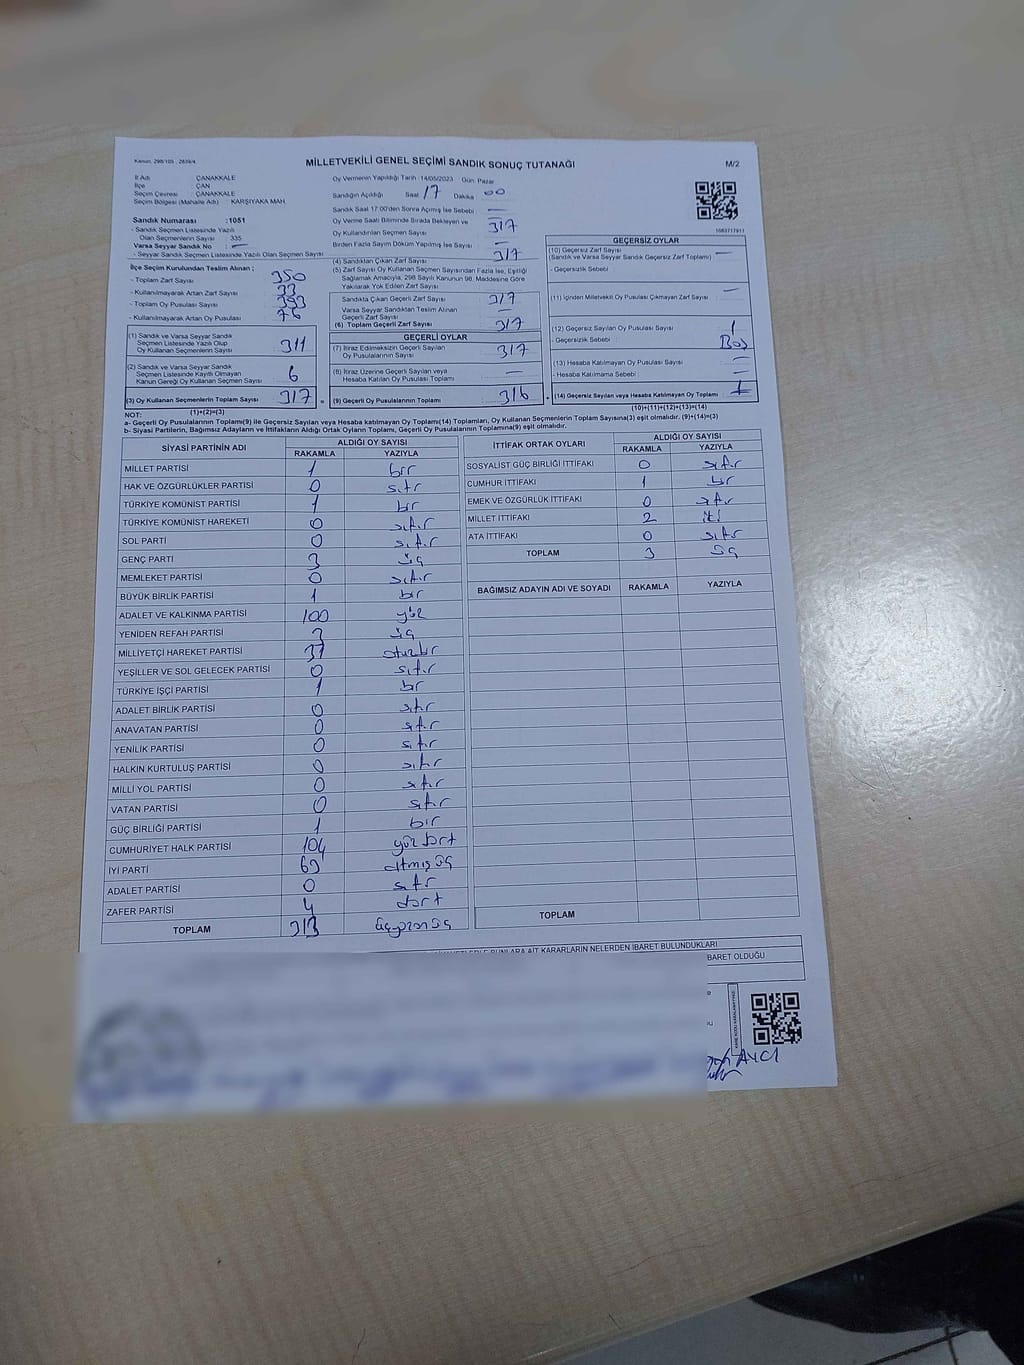 Kanun, 298/105 ; 2839/4
MİLLETVEKİLİ GENEL SEÇİMİ SANDIK SONUÇ TUTANAĞI
M/2
İl Adı : ÇANAKKALE
İlçe : ÇAN
Seçim Çevresi : ÇANAKKALE
Seçim Bölgesi (Mahalle Adı) : KARŞIYAKA MAH.
Sandık Numarası :1051
- Sandık Seçmen Listesinde Yazılı
Olan Seçmenlerin Sayısı : 335
Varsa Seyyar Sandık No : —
- Seyyar Sandık Seçmen Listesinde Yazılı Olan Seçmen Sayısı
Oy Vermenin Yapıldığı Tarih :14/05/2023 Gün: Pazar
Sandığın Açıldığı Saat 17 Dakika 00
Sandık Saat 17:00'den Sonra Açımış İse Sebebi : —
Oy Verme Saati Bitiminde Sırada Bekleyen ve
Oy Kullandırılan Seçmen Sayısı 317
Birden Fazla Sayım Döküm Yapılmış İse Sayısı —
1083717911
İlçe Seçim Kurulundan Teslim Alınan ;
- Toplam Zarf Sayısı : 350
- Kullanılmayarak Artan Zarf Sayısı : 33
- Toplam Oy Pusulası Sayısı : 393
- Kullanılmayarak Artan Oy Pusulası : 76
(4) Sandıktan Çıkan Zarf Sayısı : 317
(5) Zarf Sayısı Oy Kullanan Seçmen Sayısından Fazla İse, Eşitliği
Sağlamak Amacıyla, 298 Sayılı Kanunun 98. Maddesine Göre
Yakılarak Yok Edilen Zarf Sayısı :
Sandıkta Çıkan Geçerli Zarf Sayısı : 317
Varsa Seyyar Sandıktan Teslim Alınan
Geçerli Zarf Sayısı : —
(6) Toplam Geçerli Zarf Sayısı : 317
(1) Sandık ve Varsa Seyyar Sandık
Seçmen Listesinde Yazılı Olup
Oy Kullanan Seçmenlerin Sayısı : 311
(2) Sandık ve Varsa Seyyar Sandık
Seçmen Listesinde Kayıtlı Olmayan
Kanun Gereği Oy Kullanan Seçmen Sayısı : 6
(3) Oy Kullanan Seçmenlerin Toplam Sayısı : 317
(1)+(2)=(3)
GEÇERLİ OYLAR
(7) İtiraz Edilmeksizin Geçerli Sayılan
Oy Pusulalarının Sayısı : 317
(8) İtiraz Üzerine Geçerli Sayılan veya
Hesaba Katılan Oy Pusulası Toplamı : —
(9) Geçerli Oy Pusulalarının Toplamı : 316
GEÇERSİZ OYLAR
(10) Geçersiz Zarf Sayısı
(Sandık ve Varsa Seyyar Sandık Geçersiz Zarf Toplamı) : —
- Geçersizlik Sebebi :
(11) İçinden Milletvekili Oy Pusulası Çıkmayan Zarf Sayısı : —
(12) Geçersiz Sayılan Oy Pusulası Sayısı : 1
- Geçersizlik Sebebi : Boş
(13) Hesaba Katılmayan Oy Pusulası Sayısı : —
- Hesaba Katılmama Sebebi : —
(14) Geçersiz Sayılan veya Hesaba Katılmayan Oy Toplamı : 1
(10)+(11)+(12)+(13)=(14)
NOT:
a- Geçerli Oy Pusulalarının Toplamı(9) ile Geçersiz Sayılan veya Hesaba katılmayan Oy Toplamı(14) Toplamları, Oy Kullanan Seçmenlerin Toplam Sayısına(3) eşit olmalıdır. (9)+(14)=(3)
b- Siyasi Partilerin, Bağımsız Adayların ve İttifakların Aldığı Ortak Oyların Toplamı, Geçerli Oy Pusulalarının Toplamına(9) eşit olmalıdır.
SİYASİ PARTİNİN ADI ALDIĞI OY SAYISI
RAKAMLA YAZIYLA
MİLLET PARTİSİ 1 bir
HAK VE ÖZGÜRLÜKLER PARTİSİ 0 sıfır
TÜRKİYE KOMÜNİST PARTİSİ 1 bir
TÜRKİYE KOMÜNİST HAREKETİ 0 sıfır
SOL PARTİ 0 sıfır
GENÇ PARTİ 3 üç
MEMLEKET PARTİSİ 0 sıfır
BÜYÜK BİRLİK PARTİSİ 1 bir
ADALET VE KALKINMA PARTİSİ 100 yüz
YENİDEN REFAH PARTİSİ 3 üç
MİLLİYETÇİ HAREKET PARTİSİ 31 otuzbir
YEŞİLLER VE SOL GELECEK PARTİSİ 0 sıfır
TÜRKİYE İŞÇİ PARTİSİ 1 bir
ADALET BİRLİK PARTİSİ 0 sıfır
ANAVATAN PARTİSİ 0 sıfır
YENİLİK PARTİSİ 0 sıfır
HALKIN KURTULUŞ PARTİSİ 0 sıfır
MİLLİ YOL PARTİSİ 0 sıfır
VATAN PARTİSİ 0 sıfır
GÜÇ BİRLİĞİ PARTİSİ 1 bir
CUMHURİYET HALK PARTİSİ 104 yüz dört
İYİ PARTİ 63 altmış üç
ADALET PARTİSİ 0 sıfır
ZAFER PARTİSİ 4 dört
TOPLAM 313 üçyüzonüç
İTTİFAK ORTAK OYLARI ALDIĞI OY SAYISI
RAKAMLA YAZIYLA
SOSYALİST GÜÇ BİRLİĞİ İTTİFAKI 0 sıfır
CUMHUR İTTİFAKI 1 bir
EMEK VE ÖZGÜRLÜK İTTİFAKI 0 sıfır
MİLLET İTTİFAKI 2 iki
ATA İTTİFAKI 0 sıfır
TOPLAM 3 üç
BAĞIMSIZ ADAYIN ADI VE SOYADI RAKAMLA YAZIYLA
TOPLAM
BUNLARA AİT KARARLARIN NELERDEN İBARET BULUNDUKLARI
BARET OLDUĞU
AVCI